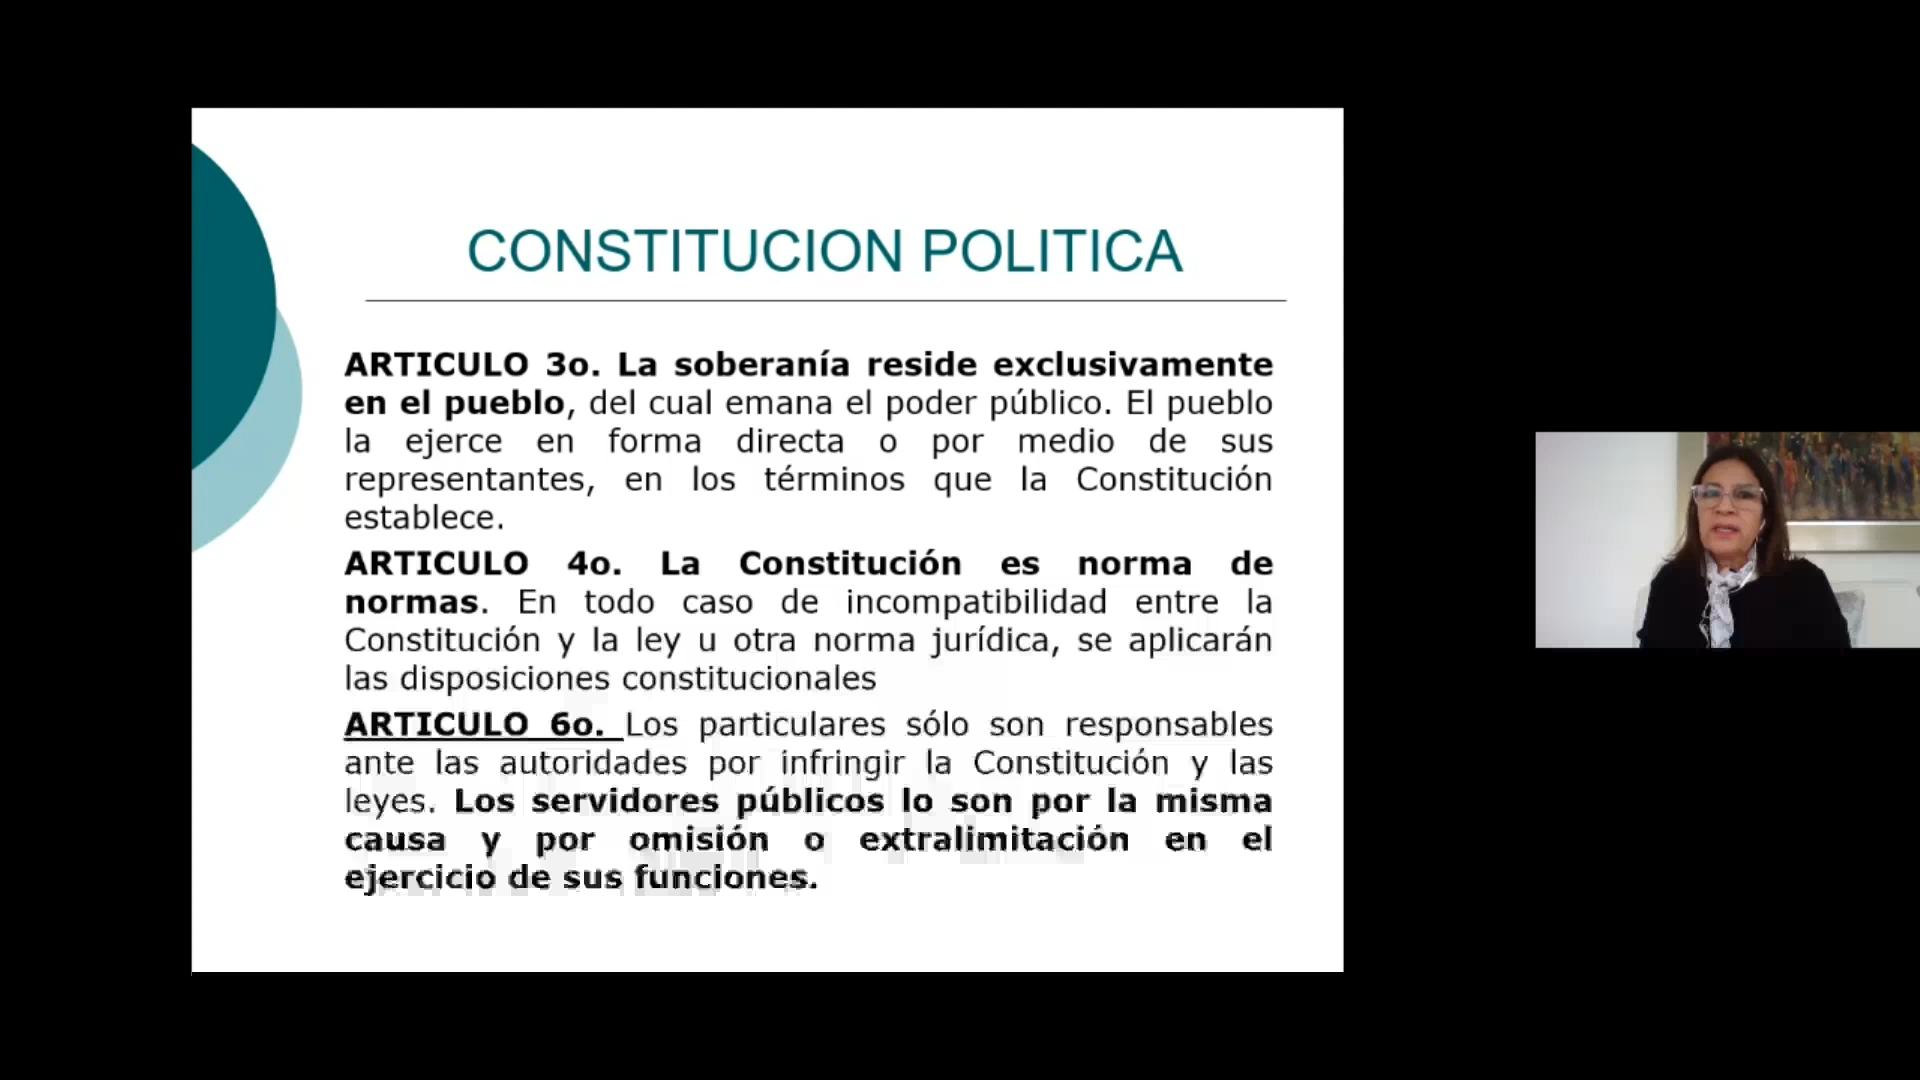 CONSTITUCION POLITICA
ARTICULO 3o. La soberanía reside exclusivamente
en el pueblo, del cual emana el poder público. El pueblo
la ejerce en forma directa o por medio de sus
representantes, en los términos que la Constitución
establece.
ARTICULO 4o. La Constitución es norma de
normas. En todo caso de incompatibilidad entre la
Constitución y la ley u otra norma jurídica, se aplicarán
las disposiciones constitucionales
ARTICULO 6o. Los particulares sólo son responsables
ante las autoridades por infringir la Constitución y las
leyes. Los servidores públicos lo son por la misma
causa y por omisión o extralimitación en el
ejercicio de sus funciones.